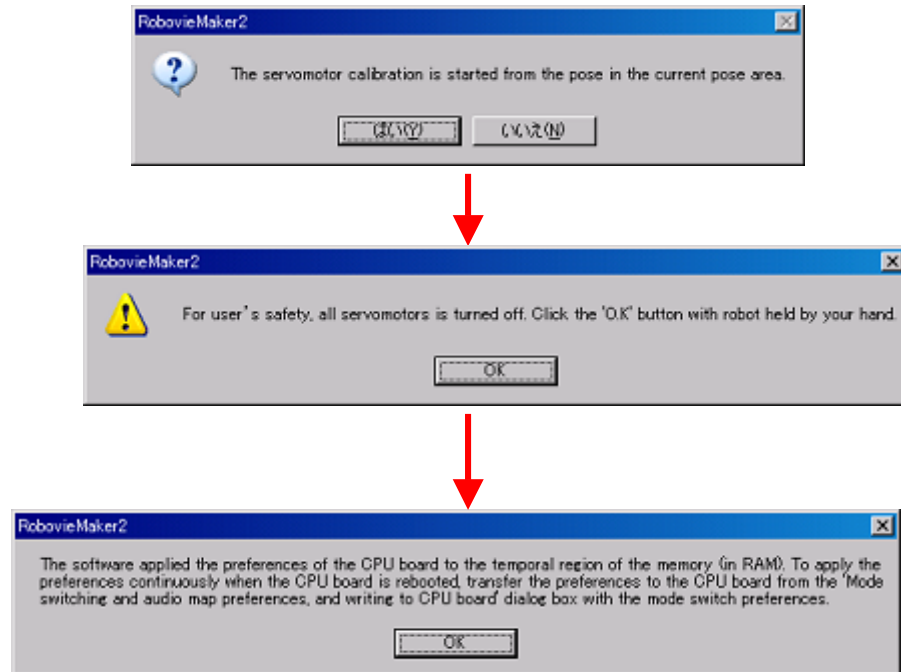 RobovieMaker2
The servomotor calibration is started from the pose in the current pose area.
はい(Y)
いいえ(N)
RobovieMaker2
For user's safety, all servomotors is turned off. Click the 'O.K' button with robot held by your hand.
OK
RobovieMaker2
The software applied the preferences of the CPU board to the temporal region of the memory (in RAM). To apply the
preferences continuously when the CPU board is rebooted, transfer the preferences to the CPU board from the 'Mode
switching and audio map preferences, and writing to CPU board' dialog box with the mode switch preferences.
OK